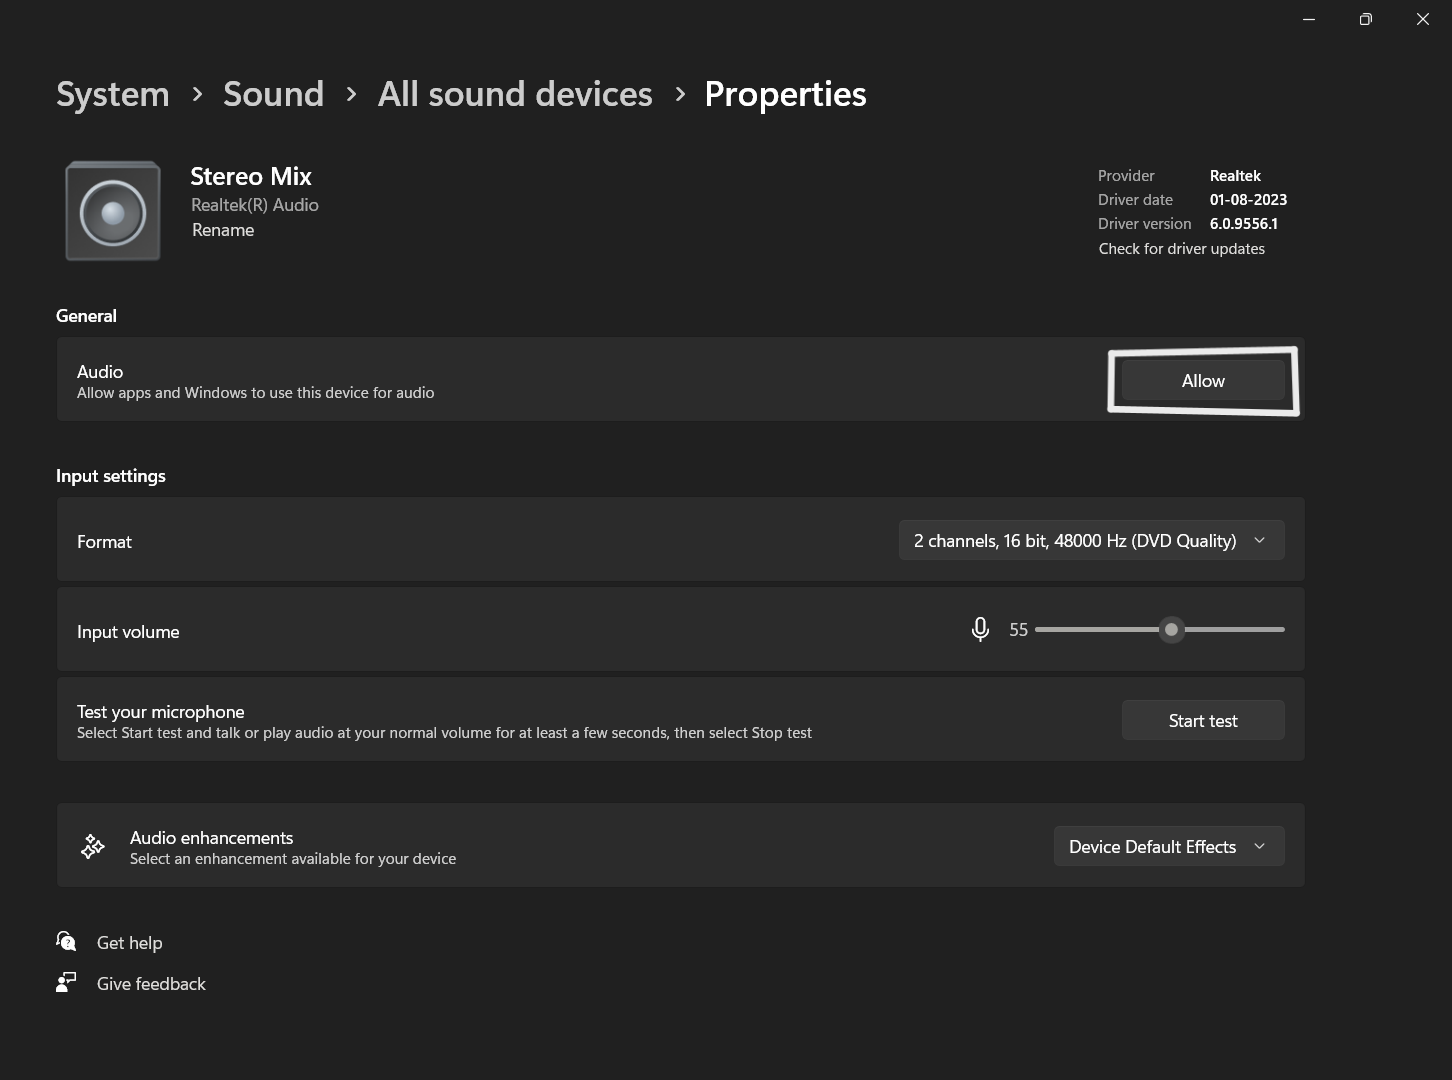 System > Sound > All sound devices > Properties
Stereo Mix
Realtek(R) Audio
Rename
Provider Realtek
Driver date 01-08-2023
Driver version 6.0.9556.1
Check for driver updates
General
Audio
Allow apps and Windows to use this device for audio
Allow
Input settings
Format
2 channels, 16 bit, 48000 Hz (DVD Quality)
Input volume
55
Test your microphone
Select Start test and talk or play audio at your normal volume for at least a few seconds, then select Stop test
Start test
Audio enhancements
Select an enhancement available for your device
Device Default Effects
Get help
Give feedback